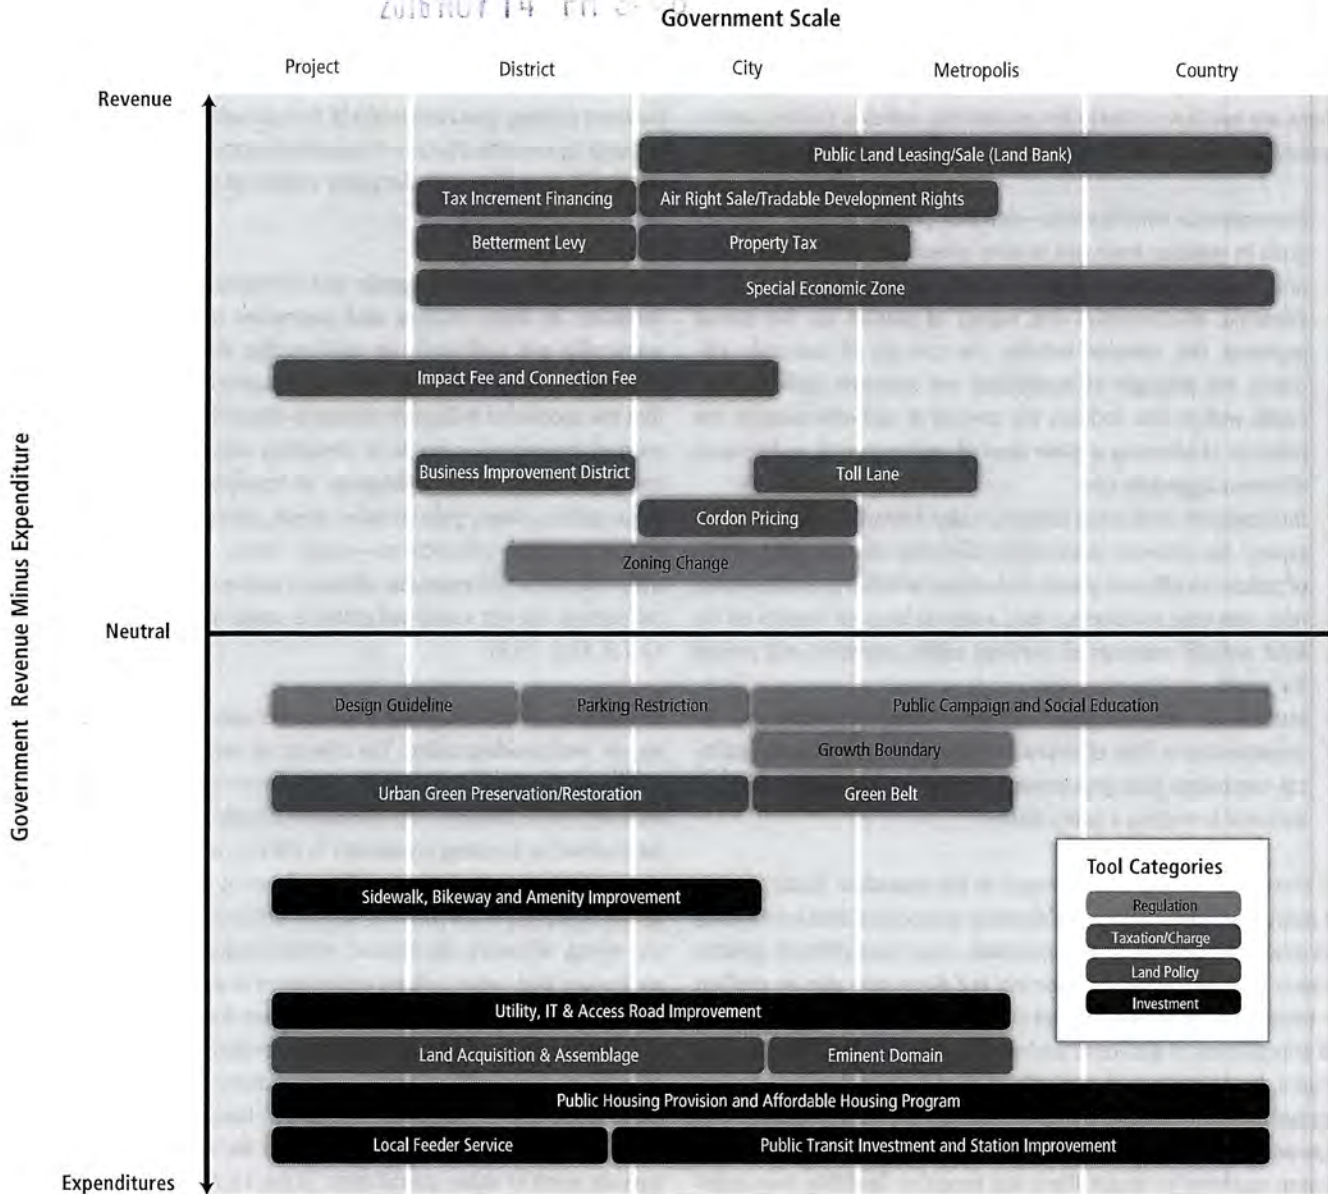 2016 NOV 14 PM
Government Scale
Project District City Metropolis Country
Revenue
Public Land Leasing/Sale (Land Bank)
Tax Increment Financing Air Right Sale/Tradable Development Rights
Betterment Levy Property Tax
Special Economic Zone
Impact Fee and Connection Fee
Business Improvement District Toll Lane
Cordon Pricing
Zoning Change
Government Revenue Minus Expenditure
Neutral
Design Guideline Parking Restriction Public Campaign and Social Education
Growth Boundary
Urban Green Preservation/Restoration Green Belt
Tool Categories
Regulation
Taxation/Charge
Land Policy
Investment
Sidewalk, Bikeway and Amenity Improvement
Utility, IT & Access Road Improvement
Land Acquisition & Assemblage Eminent Domain
Public Housing Provision and Affordable Housing Program
Local Feeder Service Public Transit Investment and Station Improvement
Expenditures